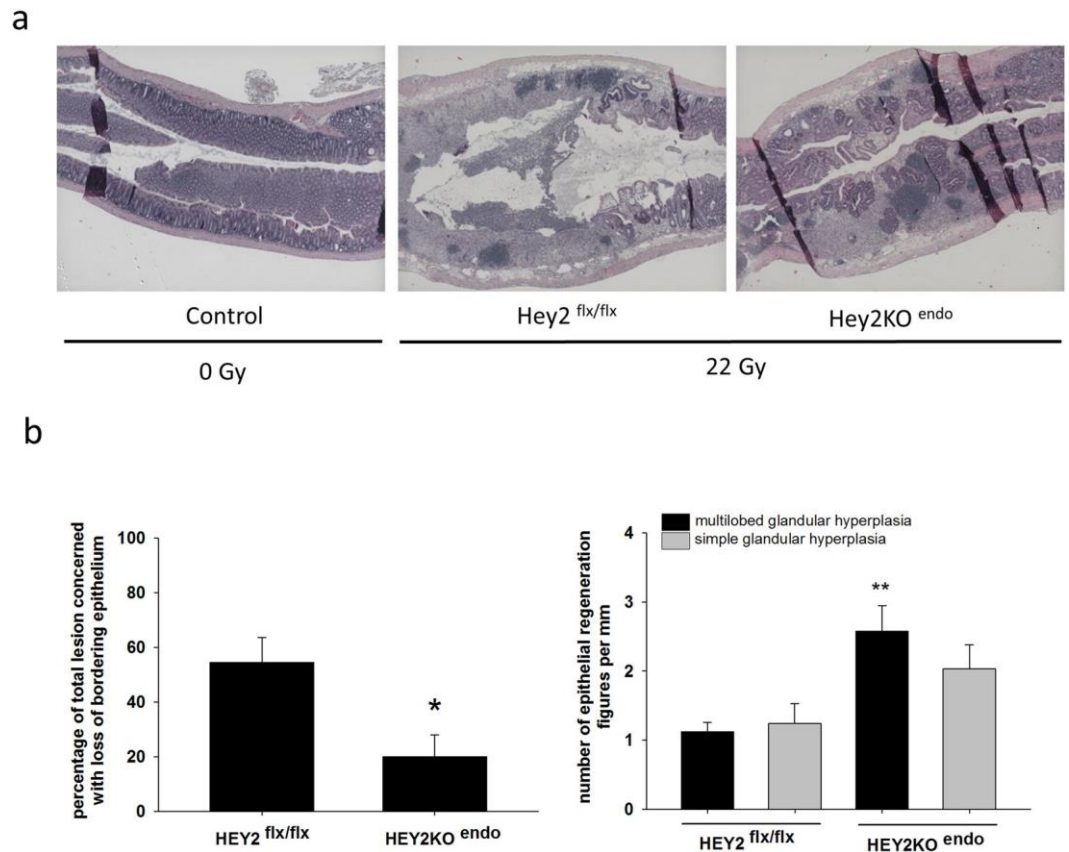 a
Control
Hey2 flx/flx
Hey2KO endo
0 Gy
22 Gy
b
percentage of total lesion concerned
with loss of bordering epithelium
100
80
60
40
20
0
*
HEY2 flx/flx
HEY2KO endo
number of epithelial regeneration
figures per mm
multilobed glandular hyperplasia
simple glandular hyperplasia
4
3
2
1
0
**
HEY2 flx/flx
HEY2KO endo